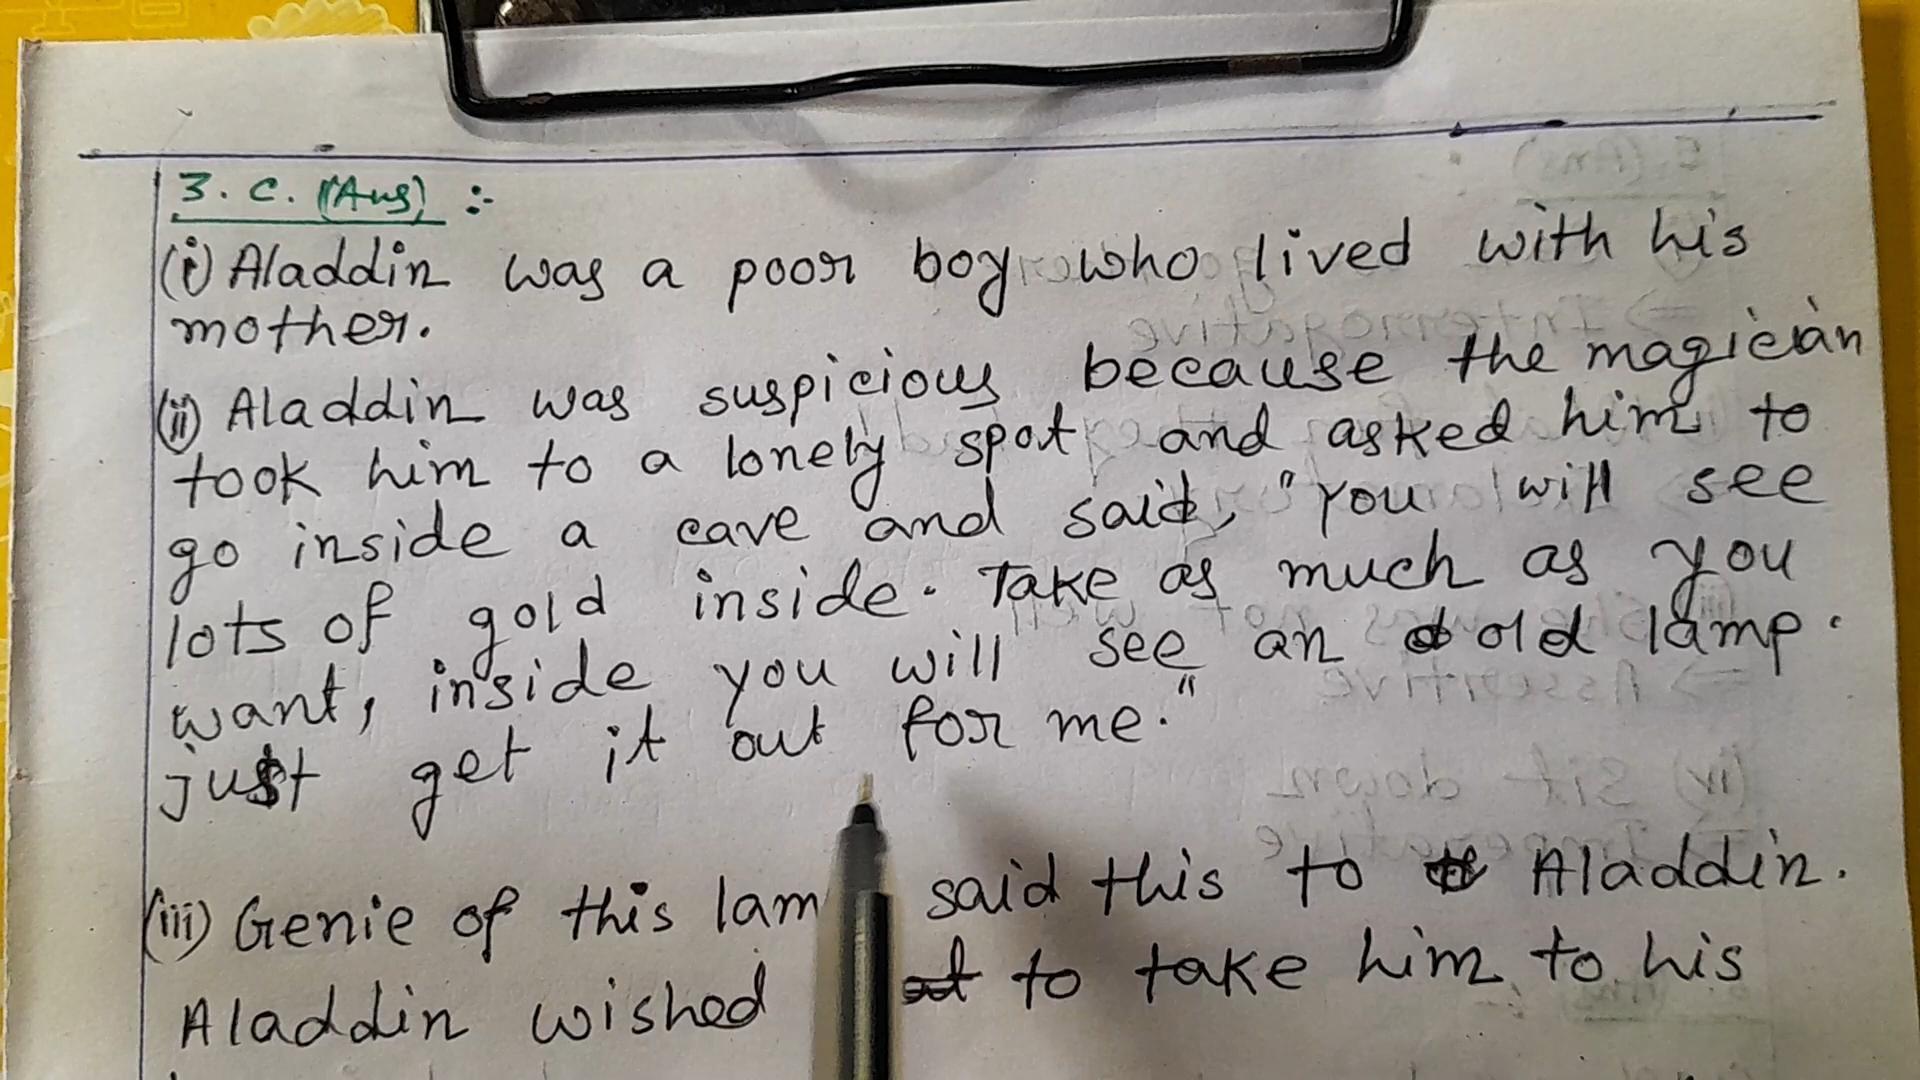 3. C. (Ans) :-
(i) Aladdin was a poor boy who lived with his
mother.
(ii) Aladdin was suspicious because the magician
took him to a lonely spot and asked him to
go inside a cave and said, "You will see
lots of gold inside. Take as much as you
want, inside you will see an old lamp.
just get it out for me."
(iii) Genie of this lam said this to Aladdin.
Aladdin wished to take him to his